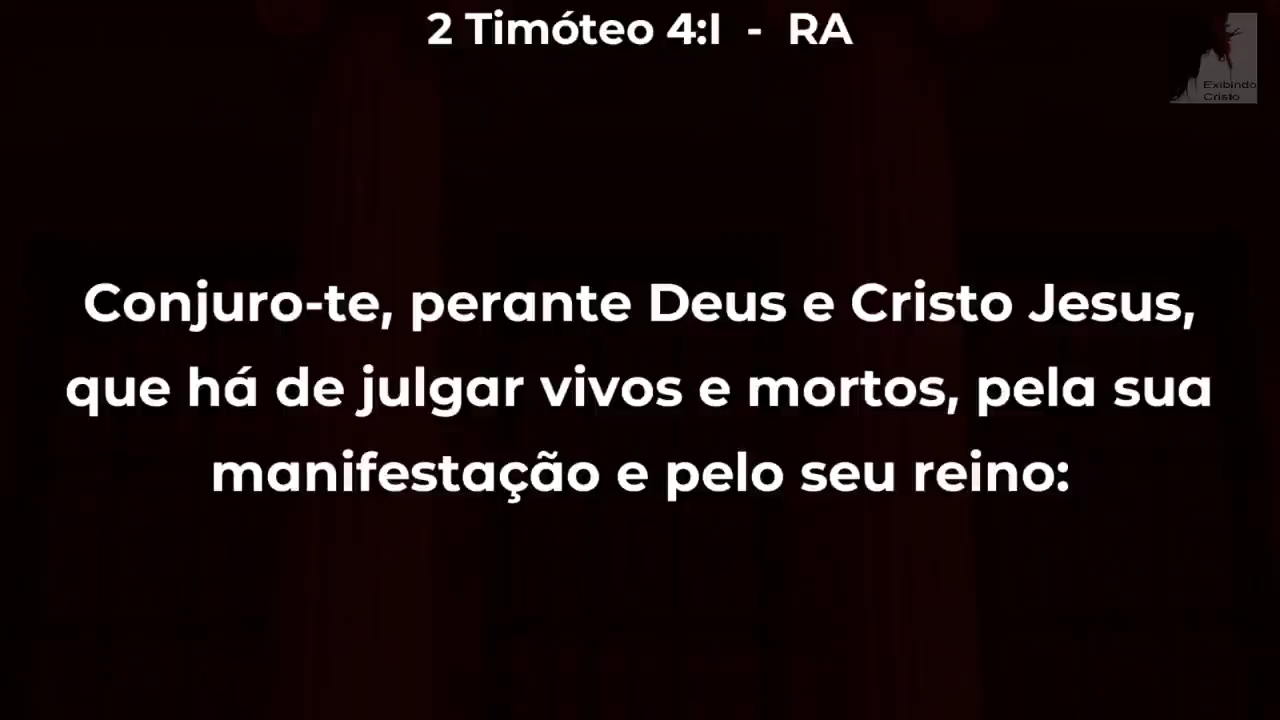 2 Timóteo 4:I - RA
Exibindo
Cristo
Conjuro-te, perante Deus e Cristo Jesus,
que há de julgar vivos e mortos, pela sua
manifestação e pelo seu reino: